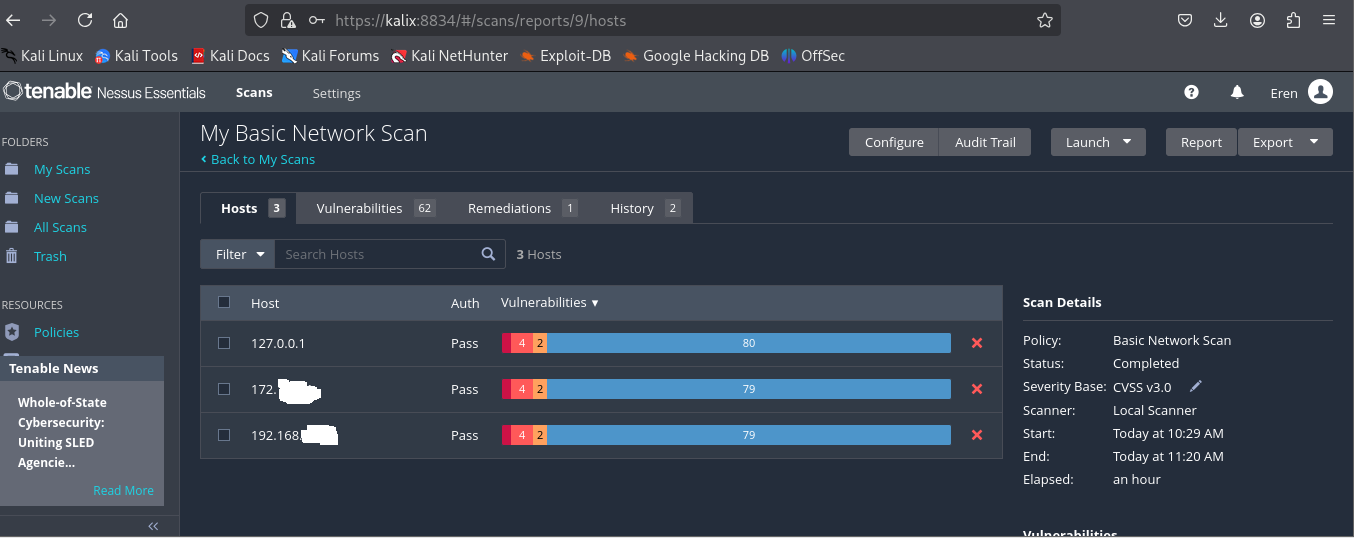 https://kalix:8834/#/scans/reports/9/hosts
Kali Linux Kali Tools Kali Docs Kali Forums Kali NetHunter Exploit-DB Google Hacking DB OffSec
tenable Nessus Essentials Scans Settings Eren
FOLDERS
My Scans
New Scans
All Scans
Trash
RESOURCES
Policies
Tenable News
Whole-of-State
Cybersecurity:
Uniting SLED
Agencie...
Read More
My Basic Network Scan
Back to My Scans
Configure Audit Trail Launch Report Export
Hosts 3 Vulnerabilities 62 Remediations 1 History 2
Filter Search Hosts 3 Hosts
Host Auth Vulnerabilities
127.0.0.1 Pass 4 2 80
172. Pass 4 2 79
192.168. Pass 4 2 79
Scan Details
Policy: Basic Network Scan
Status: Completed
Severity Base: CVSS v3.0
Scanner: Local Scanner
Start: Today at 10:29 AM
End: Today at 11:20 AM
Elapsed: an hour
Vulnerabilities